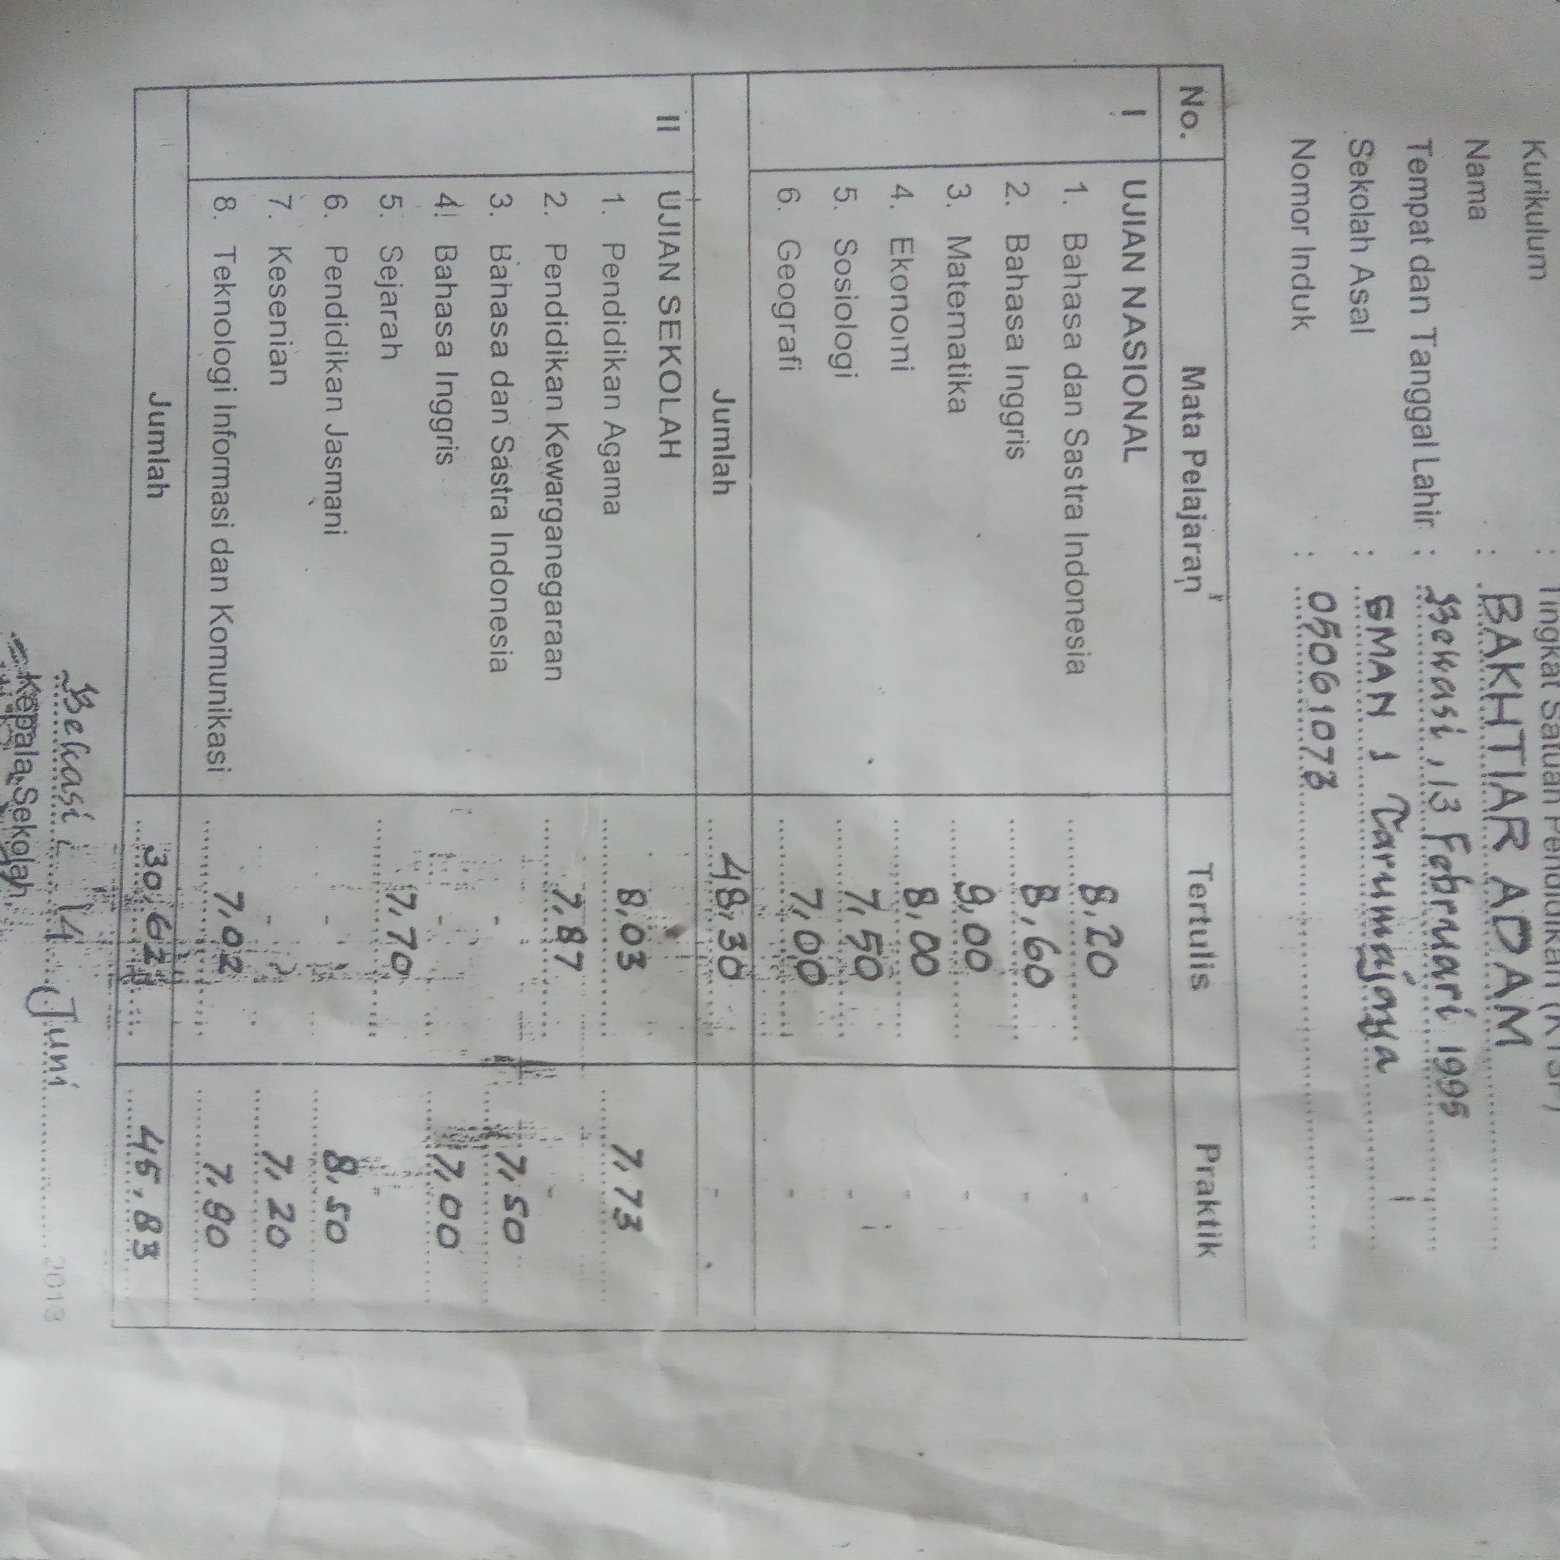 Kurikulum : Tingkat Satuan Pendidikan (KTSP)
Nama : BAKHTIAR ADAM
Tempat dan Tanggal Lahir : Bekasi, 13 Februari 1995
Sekolah Asal : SMAN 1 Tarumajaya
Nomor Induk : 05061073
No. Mata Pelajaran Tertulis Praktik
I UJIAN NASIONAL
1. Bahasa dan Sastra Indonesia 8,20 -
2. Bahasa Inggris 8,60 -
3. Matematika 9,00 -
4. Ekonomi 8,00 -
5. Sosiologi 7,50 -
6. Geografi 7,00 -
Jumlah 48,30 -
II UJIAN SEKOLAH
1. Pendidikan Agama 8,03 7,73
2. Pendidikan Kewarganegaraan 7,87 -
3. Bahasa dan Sastra Indonesia - 7,50
4. Bahasa Inggris - 7,00
5. Sejarah 7,70 -
6. Pendidikan Jasmani - 8,50
7. Kesenian - 7,20
8. Teknologi Informasi dan Komunikasi 7,02 7,90
Jumlah 30,62 45,83
Bekasi, 14 Juni 2013
Kepala Sekolah,